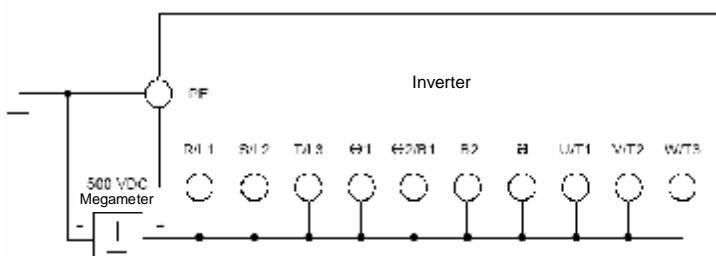 Inverter
PE
R/L1 S/L2 T/L3 ⊕1 ⊕2/B1 B2 ⊖ U/T1 V/T2 W/T3
500 VDC
Megameter
- -